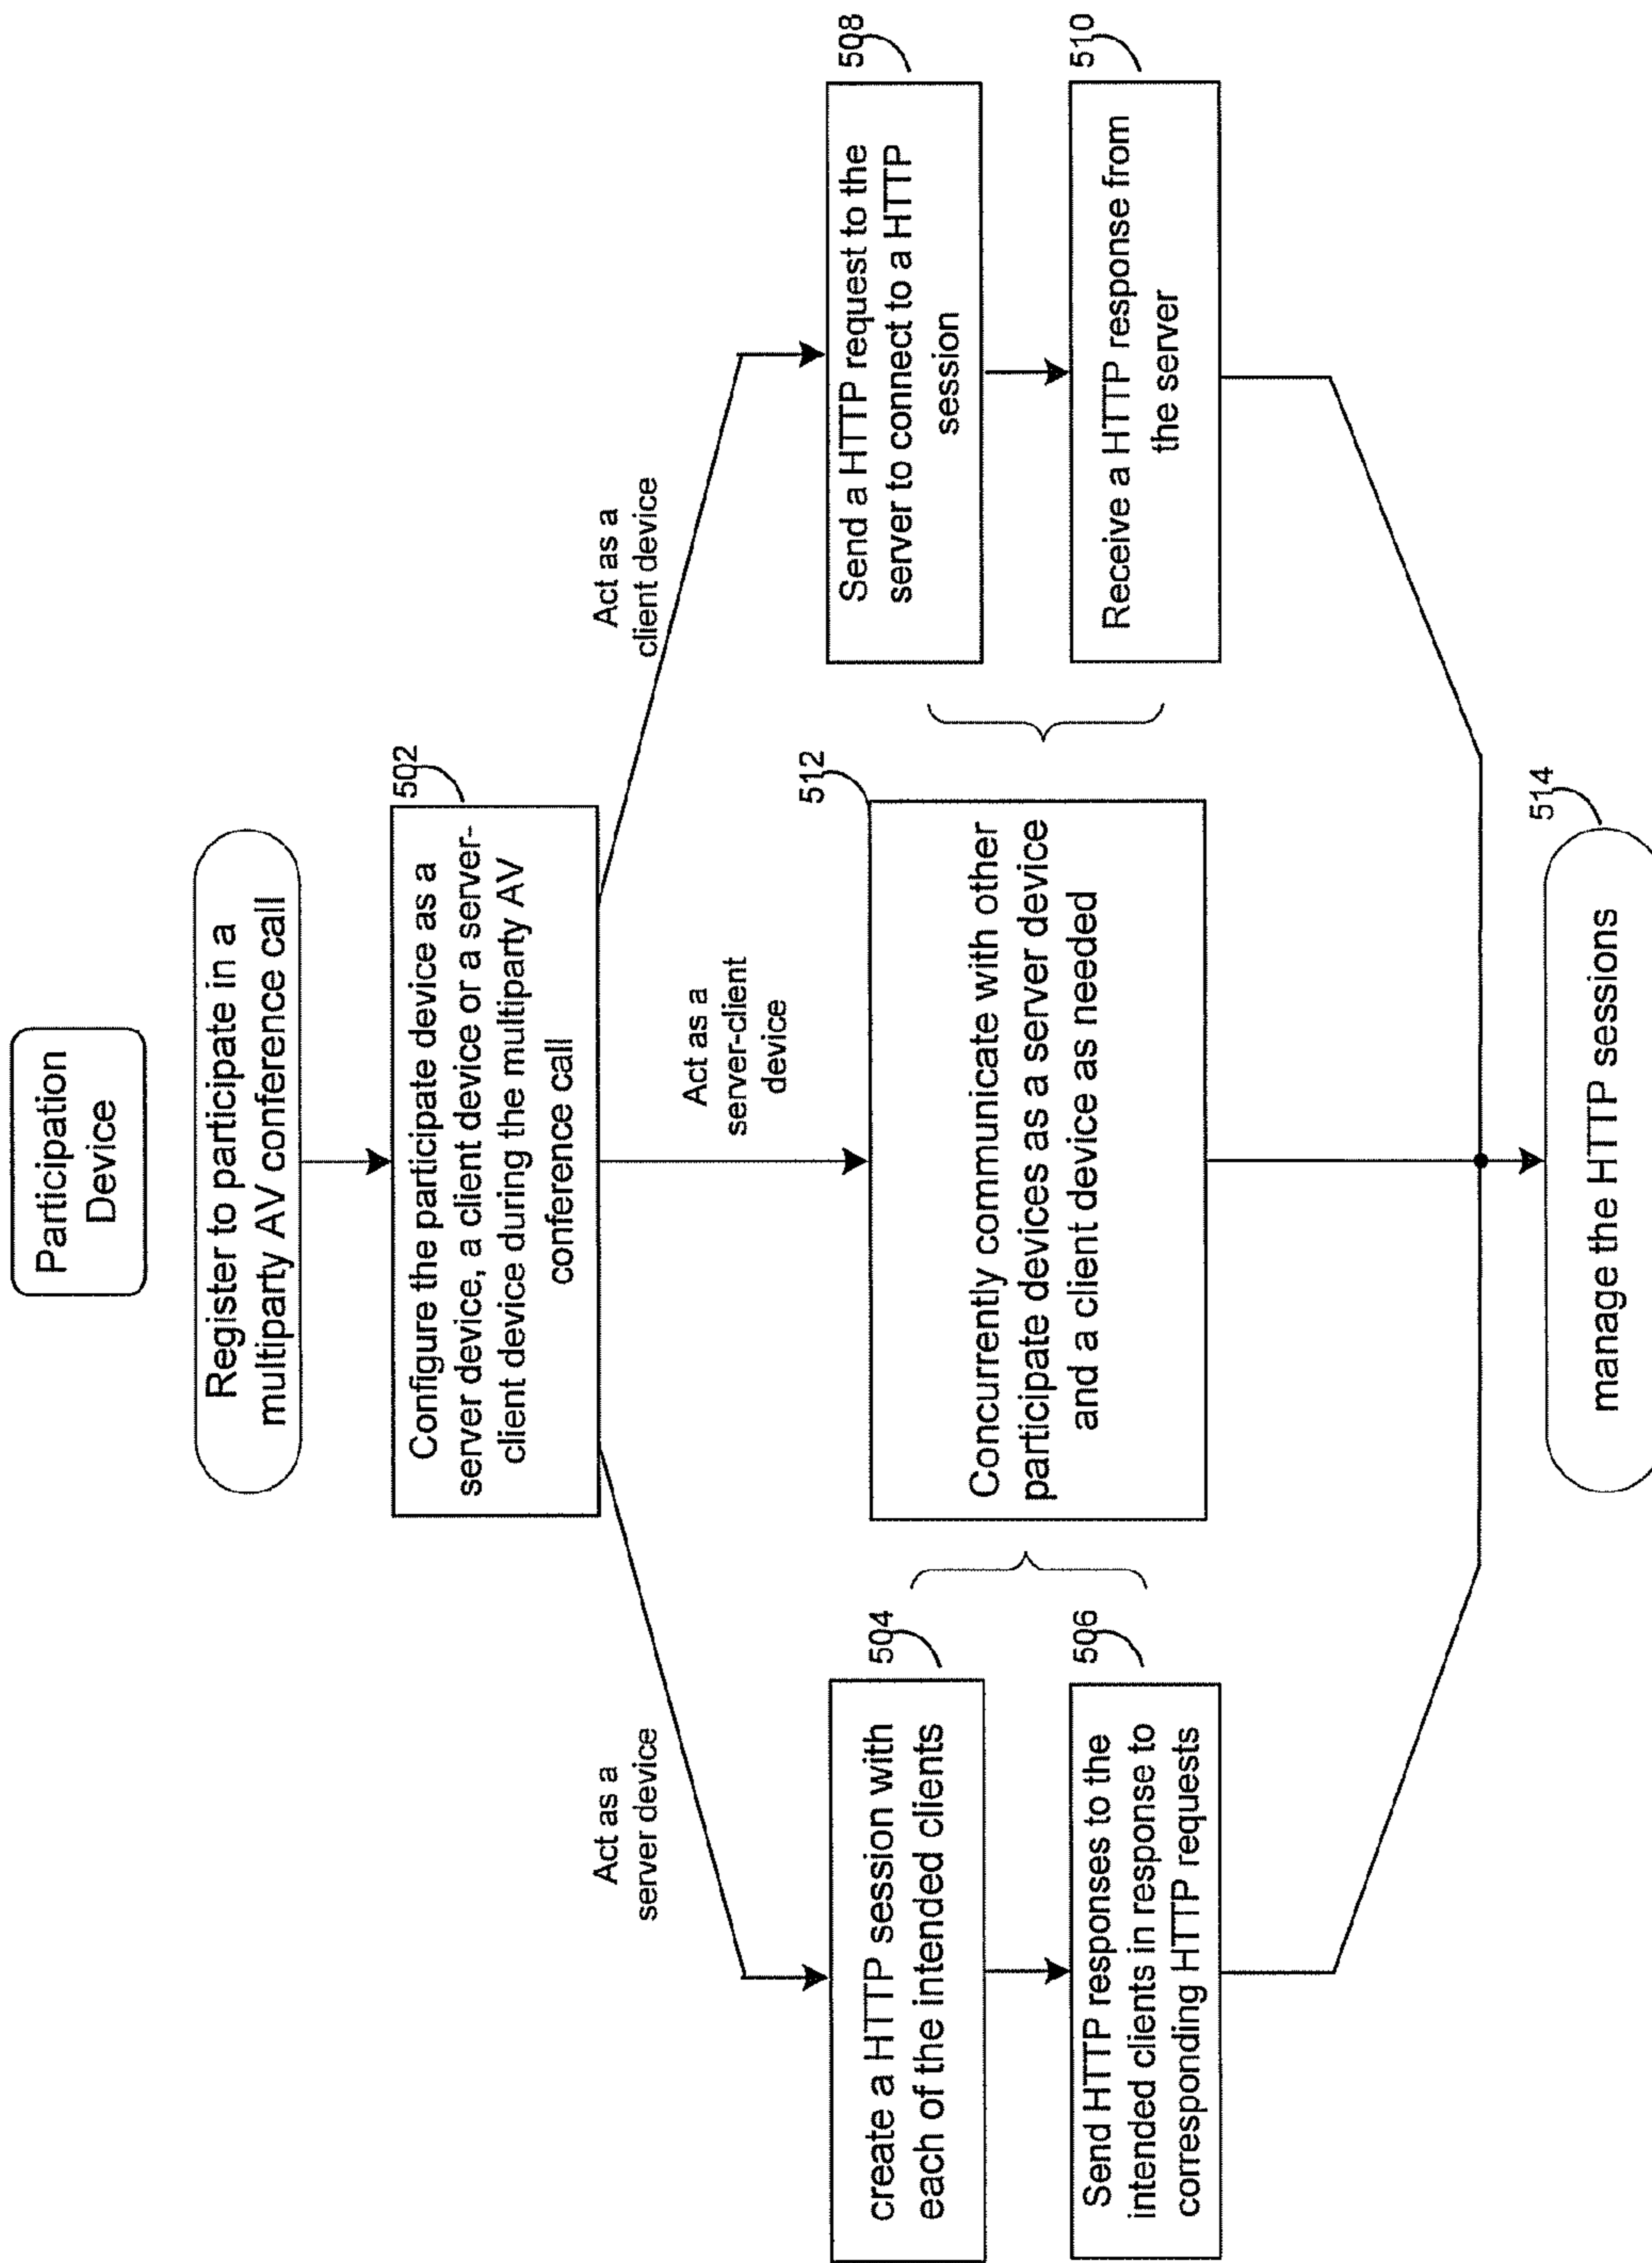 Participation
Device
Register to participate in a
multiparty AV conference call
502
Configure the participate device as a
server device, a client device or a server-
client device during the multiparty AV
conference call
Act as a
server device
Act as a
server-client
device
Act as a
client device
504
create a HTTP session with
each of the intended clients
506
Send HTTP responses to the
intended clients in response to
corresponding HTTP requests
512
Concurrently communicate with other
participate devices as a server device
and a client device as needed
508
Send a HTTP request to the
server to connect to a HTTP
session
510
Receive a HTTP response from
the server
514
manage the HTTP sessions